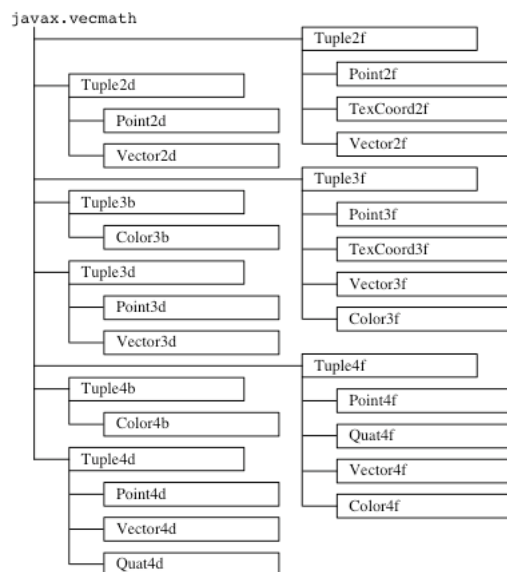 javax.vecmath
Tuple2f
Point2f
TexCoord2f
Vector2f
Tuple2d
Point2d
Vector2d
Tuple3f
Point3f
TexCoord3f
Vector3f
Color3f
Tuple3b
Color3b
Tuple3d
Point3d
Vector3d
Tuple4f
Point4f
Quat4f
Vector4f
Color4f
Tuple4b
Color4b
Tuple4d
Point4d
Vector4d
Quat4d